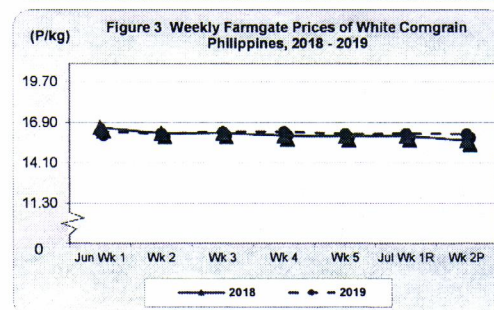 (P/kg)
Figure 3 Weekly Farmgate Prices of White Corngrain
Philippines, 2018 - 2019
19.70
16.90
14.10
11.30
0
Jun Wk 1 Wk 2 Wk 3 Wk 4 Wk 5 Jul Wk 1R Wk 2P
2018 2019